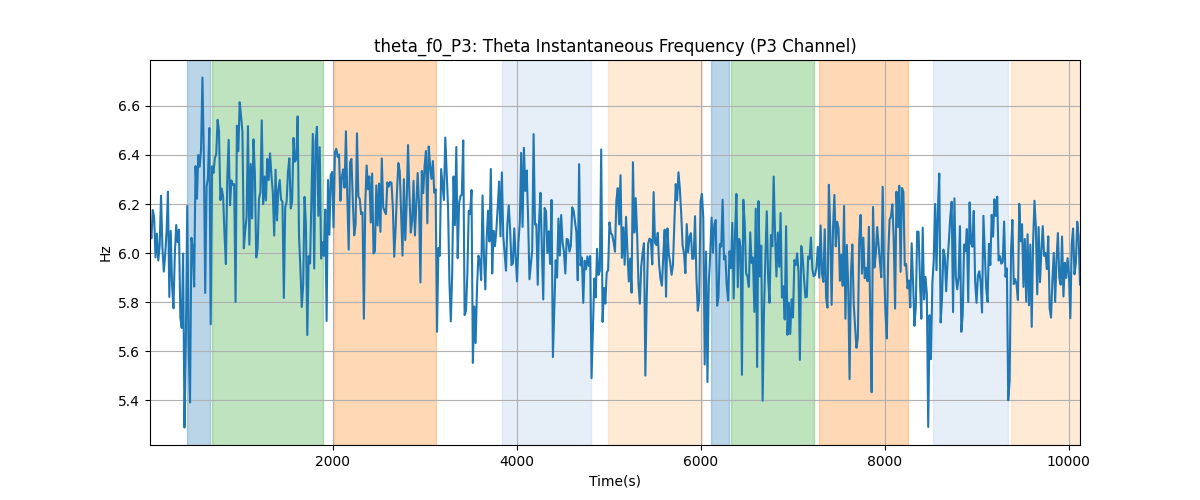 theta_f0_P3: Theta Instantaneous Frequency (P3 Channel)
Hz
6.6
6.4
6.2
6.0
5.8
5.6
5.4
2000 4000 6000 8000 10000
Time(s)